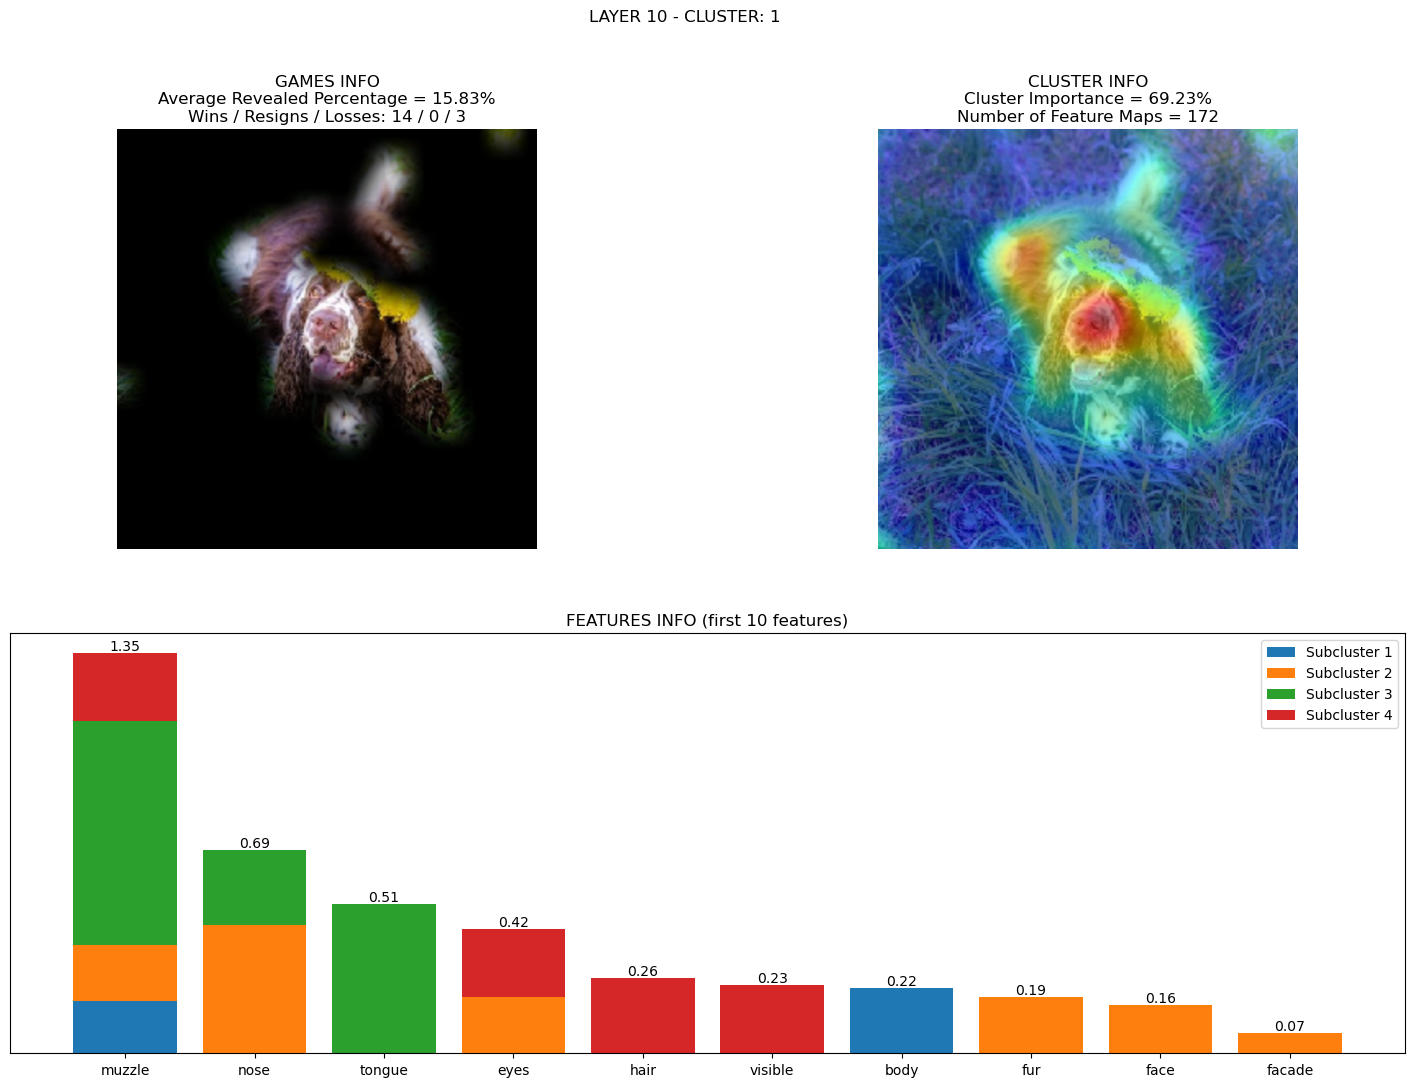 LAYER 10 - CLUSTER: 1
GAMES INFO
Average Revealed Percentage = 15.83%
Wins / Resigns / Losses: 14 / 0 / 3
CLUSTER INFO
Cluster Importance = 69.23%
Number of Feature Maps = 172
FEATURES INFO (first 10 features)
Subcluster 1
Subcluster 2
Subcluster 3
Subcluster 4
1.35
0.69
0.51
0.42
0.26
0.23
0.22
0.19
0.16
0.07
muzzle
nose
tongue
eyes
hair
visible
body
fur
face
facade